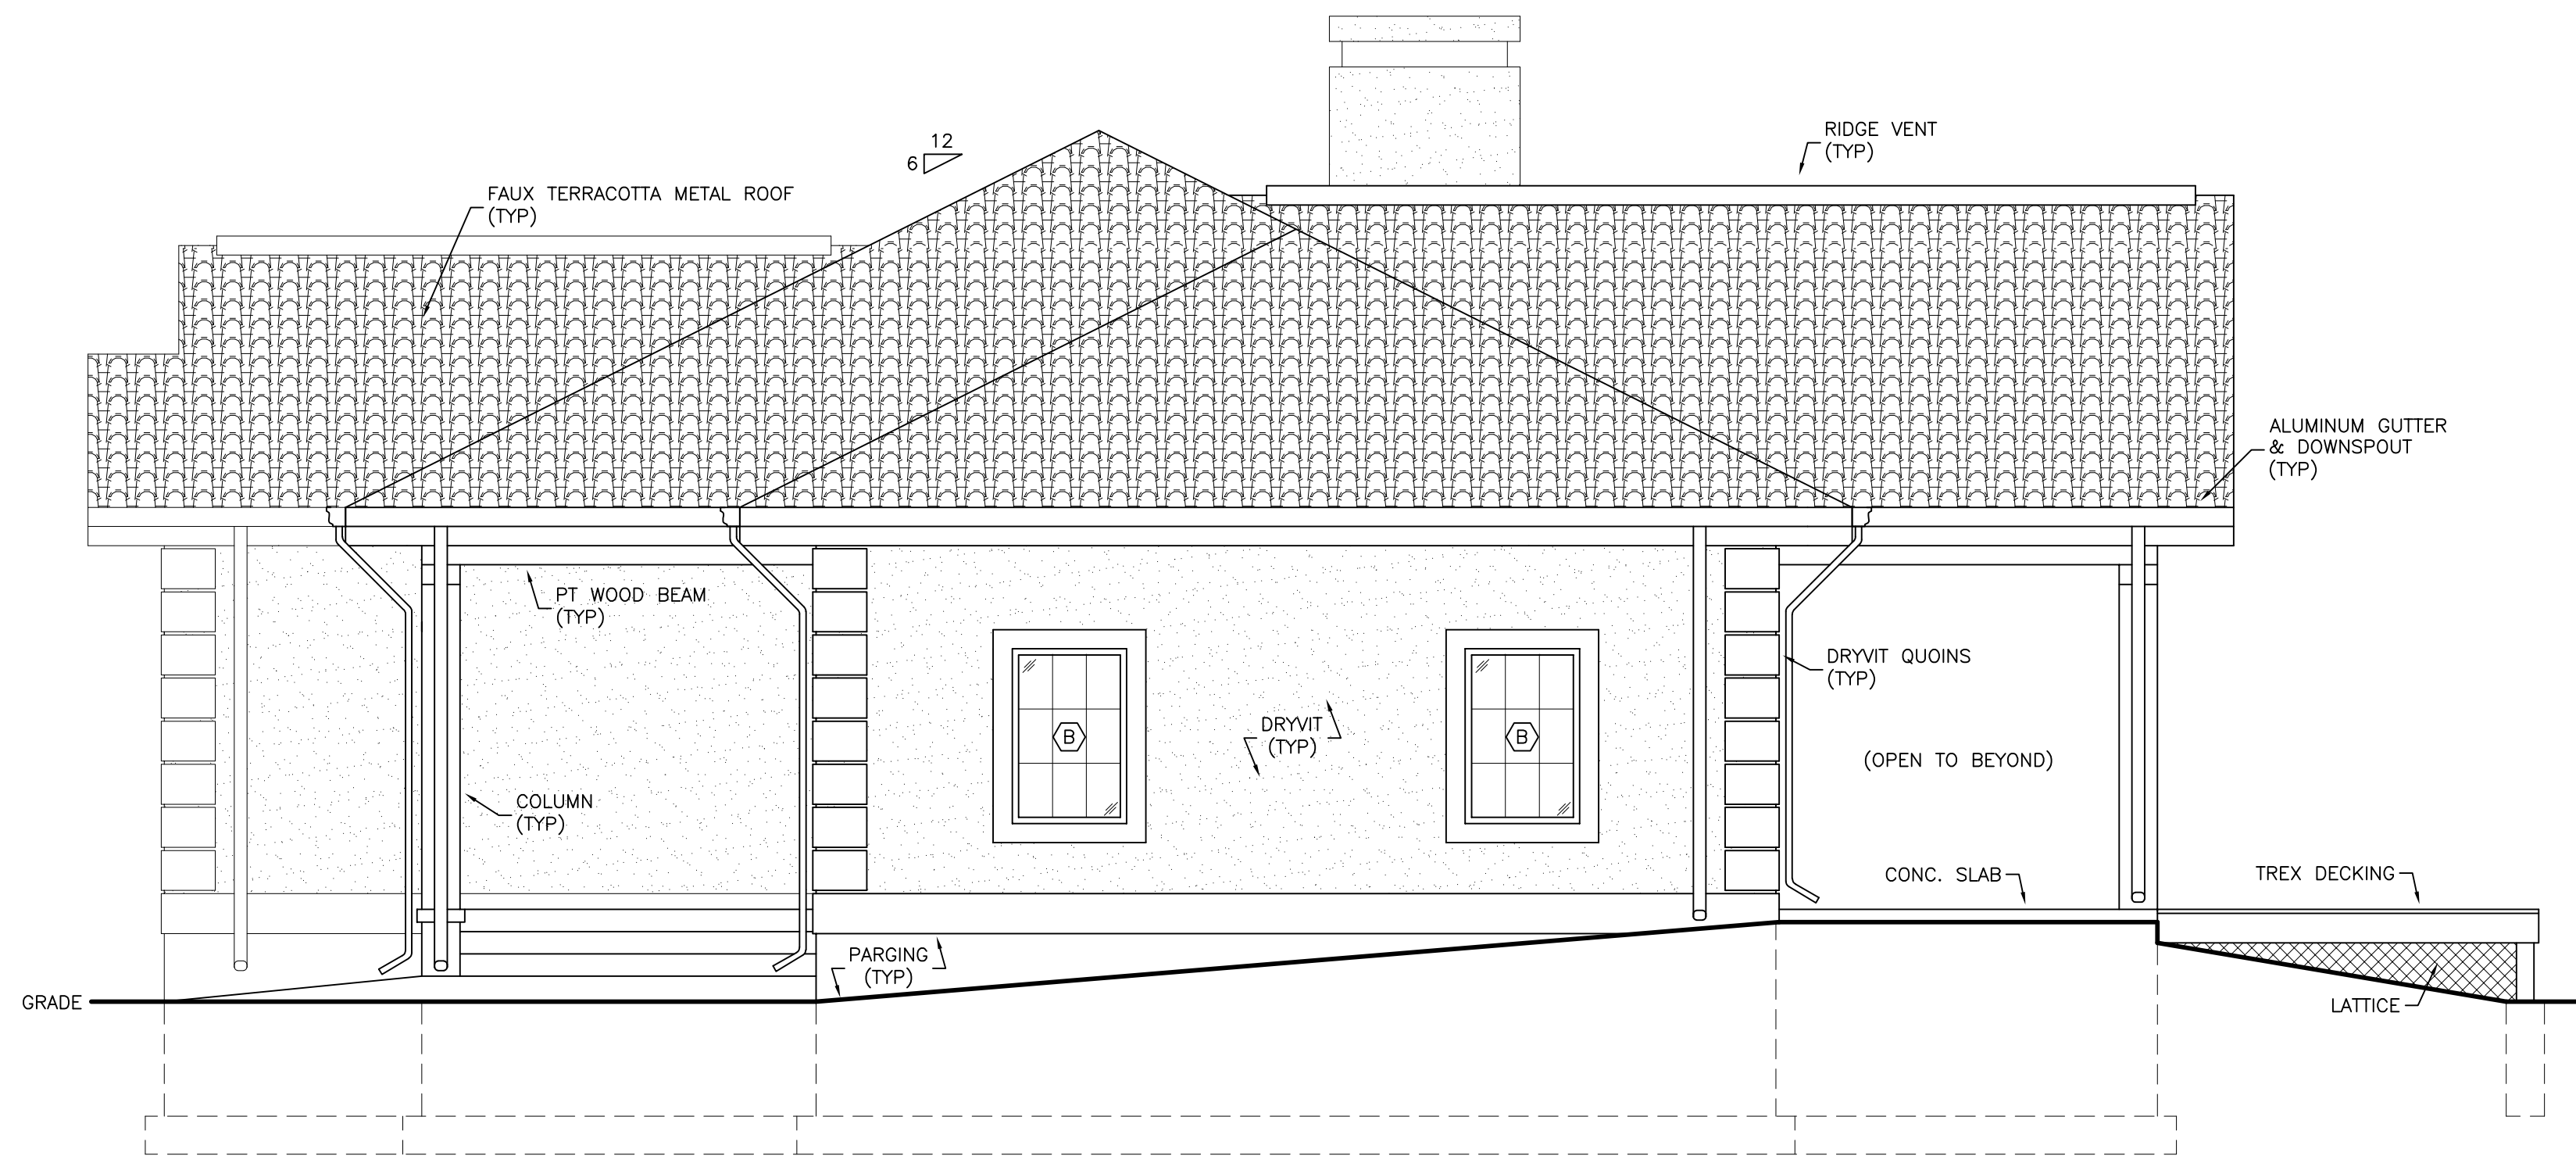 RIDGE VENT
(TYP)
12
6
FAUX TERRACOTTA METAL ROOF
(TYP)
ALUMINUM GUTTER
& DOWNSPOUT
(TYP)
PT WOOD BEAM
(TYP)
DRYVIT QUOINS
(TYP)
DRYVIT
(TYP)
B
B
(OPEN TO BEYOND)
COLUMN
(TYP)
CONC. SLAB
TREX DECKING
PARGING
(TYP)
GRADE
LATTICE